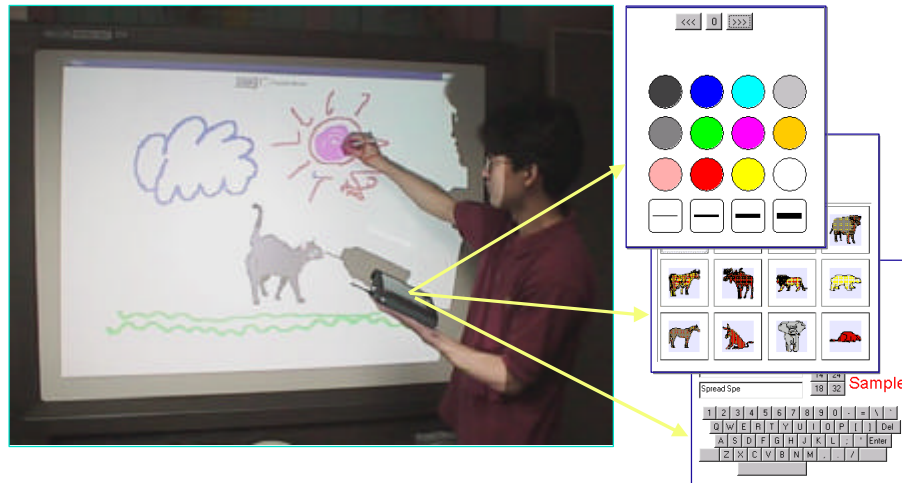 <<< 0 >>>
14 24
Spread Spe 18 32 Sample
1 2 3 4 5 6 7 8 9 0 - = \ `
Q W E R T Y U I O P [ ] Del
A S D F G H J K L ; ' Enter
Z X C V B N M , . /